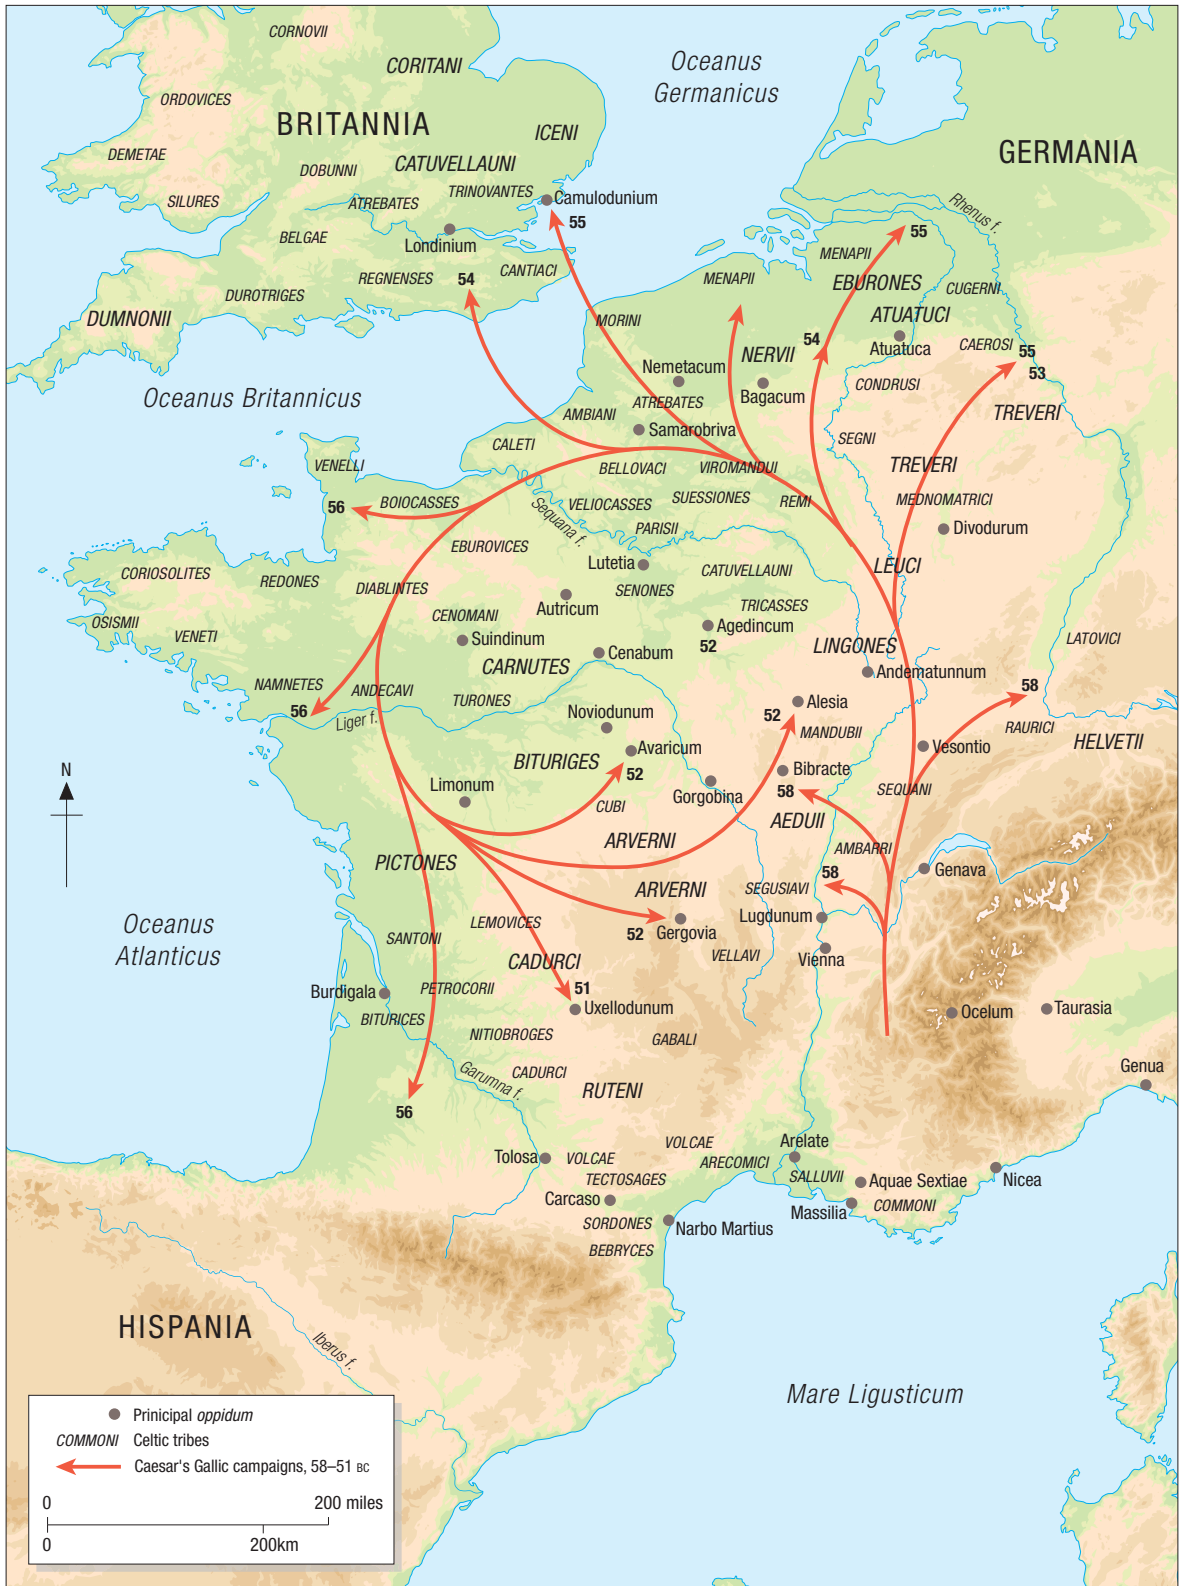 CORNOVII
CORITANI
Oceanus
Germanicus
ORDOVICES
BRITANNIA
ICENI
GERMANIA
DEMETAE
DOBUNNI
CATUVELLAUNI
TRINOVANTES
SILURES
ATREBATES
Camulodunium
55
Rhenus f.
55
BELGAE
Londinium
MENAPII
REGNENSES
54
CANTIACI
MENAPII
EBURONES
CUGERNI
DUROTRIGES
DUMNONII
MORINI
ATUATUCI
NERVII
54
Atuatuca
CAEROSI
55
53
Nemetacum
Bagacum
CONDRUSI
Oceanus Britannicus
ATREBATES
AMBIANI
TREVERI
Samarobriva
SEGNI
CALETI
VENELLI
BELLOVACI
VIROMANDUI
TREVERI
56
BOIOCASSES
VELIOCASSES
SUESSIONES
REMI
MEDNOMATRICI
Sequana f.
PARISII
Divodurum
EBUROVICES
Lutetia
LEUCI
CORIOSOLITES
REDONES
DIABLINTES
SENONES
CATUVELLAUNI
Autricum
TRICASSES
OSISMII
VENETI
CENOMANI
Suindinum
Agedincum
52
LATOVICI
CARNUTES
Cenabum
LINGONES
Andematunnum
NAMNETES
ANDECAVI
TURONES
58
56
Liger f.
Noviodunum
Alesia
52
MANDUBII
RAURICI
BITURIGES
Avaricum
52
Vesontio
HELVETII
N
Limonum
CUBI
Gorgobina
Bibracte
58
SEQUANI
AEDUII
ARVERNI
AMBARRI
PICTONES
58
Genava
ARVERNI
SEGUSIAVI
Oceanus
Atlanticus
LEMOVICES
Lugdunum
52
Gergovia
SANTONI
CADURCI
VELLAVI
Vienna
Burdigala
PETROCORII
51
Uxellodunum
Ocelum
Taurasia
BITURICES
NITIOBROGES
GABALI
Garumna f.
CADURCI
RUTENI
Genua
56
Tolosa
VOLCAE
TECTOSAGES
VOLCAE
ARECOMICI
Arelate
SALLUVII
Aquae Sextiae
Nicea
Carcaso
Massilia
COMMONI
SORDONES
Narbo Martius
BEBRYCES
HISPANIA
Iberus f.
Mare Ligusticum
Prinicipal oppidum
COMMONI Celtic tribes
Caesar's Gallic campaigns, 58–51 BC
0 200 miles
0 200km